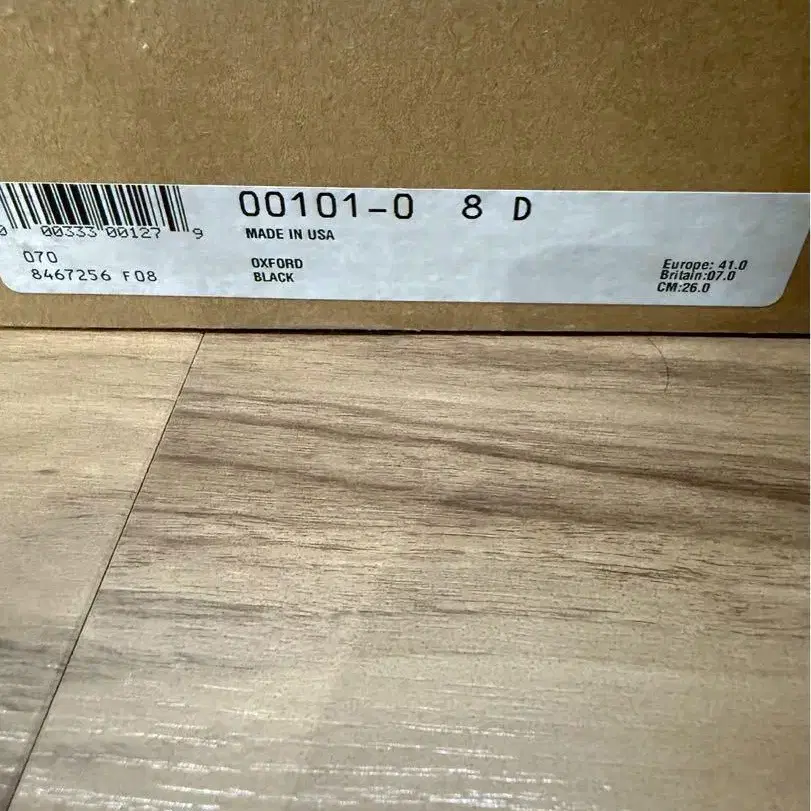 00101-0 8 D
0 00333 00127 9
MADE IN USA
070
8467256 F08
OXFORD
BLACK
Europe: 41.0
Britain:07.0
CM:26.0